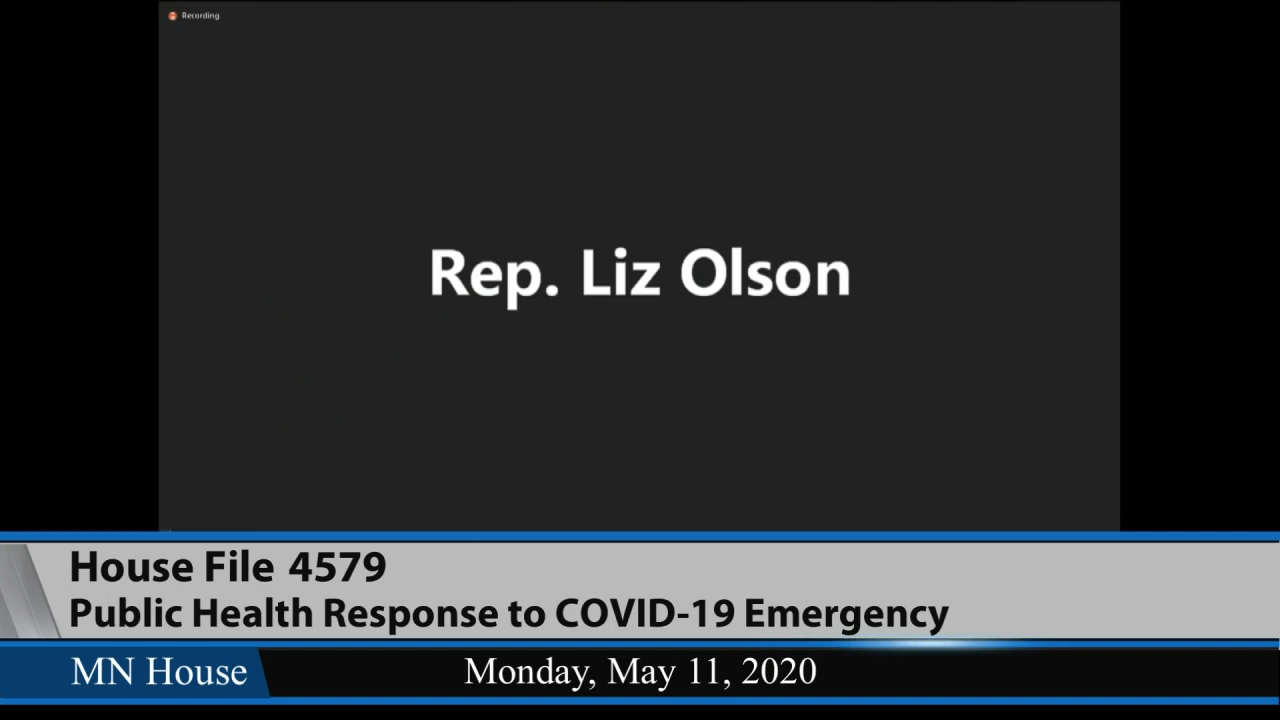 Recording
Rep. Liz Olson
House File 4579
Public Health Response to COVID-19 Emergency
MN House
Monday, May 11, 2020